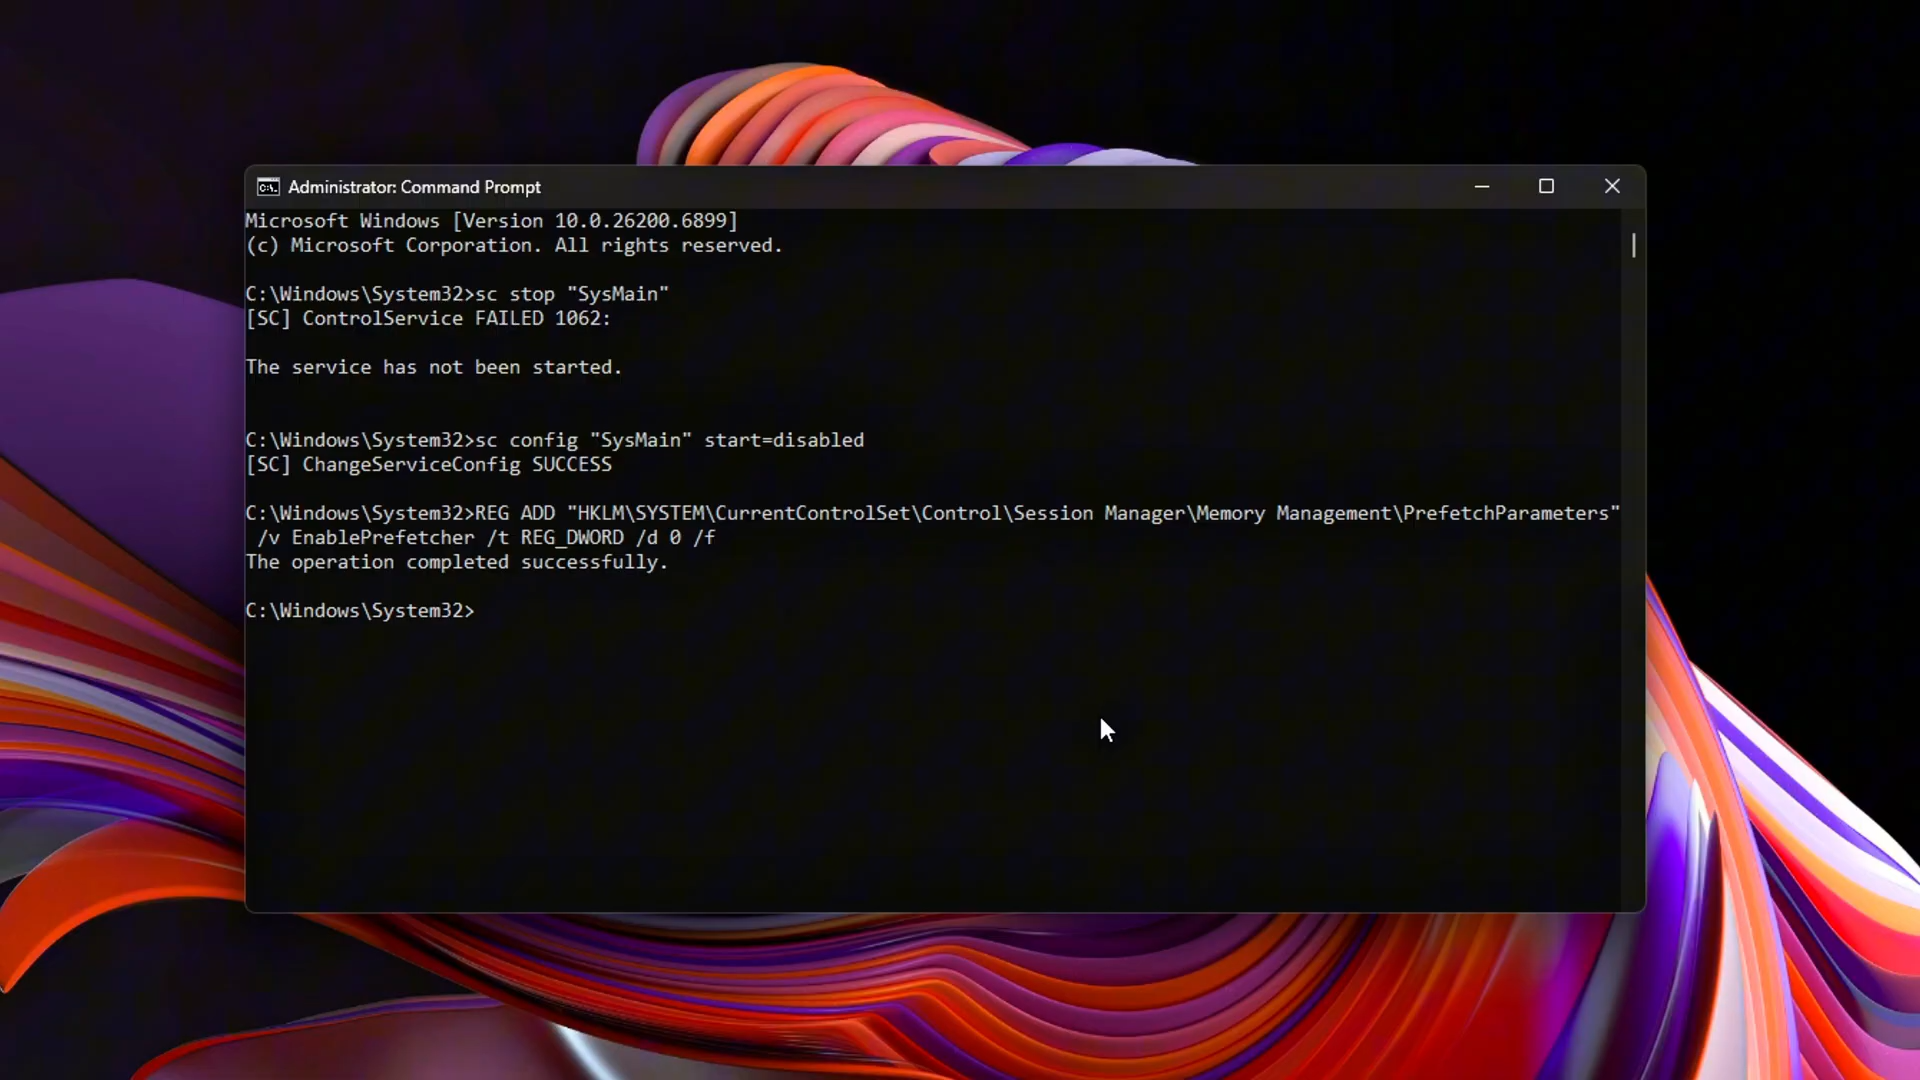 Administrator: Command Prompt
Microsoft Windows [Version 10.0.26200.6899]
(c) Microsoft Corporation. All rights reserved.
C:\Windows\System32>sc stop "SysMain"
[SC] ControlService FAILED 1062:
The service has not been started.
C:\Windows\System32>sc config "SysMain" start=disabled
[SC] ChangeServiceConfig SUCCESS
C:\Windows\System32>REG ADD "HKLM\SYSTEM\CurrentControlSet\Control\Session Manager\Memory Management\PrefetchParameters"
/v EnablePrefetcher /t REG_DWORD /d 0 /f
The operation completed successfully.
C:\Windows\System32>